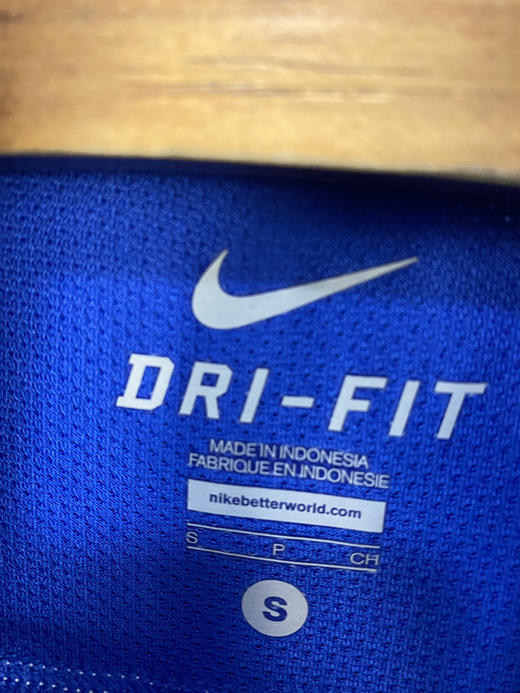 DRI-FIT
MADE IN INDONESIA
FABRIQUE EN INDONESIE
nikebetterworld.com
S P CH
S